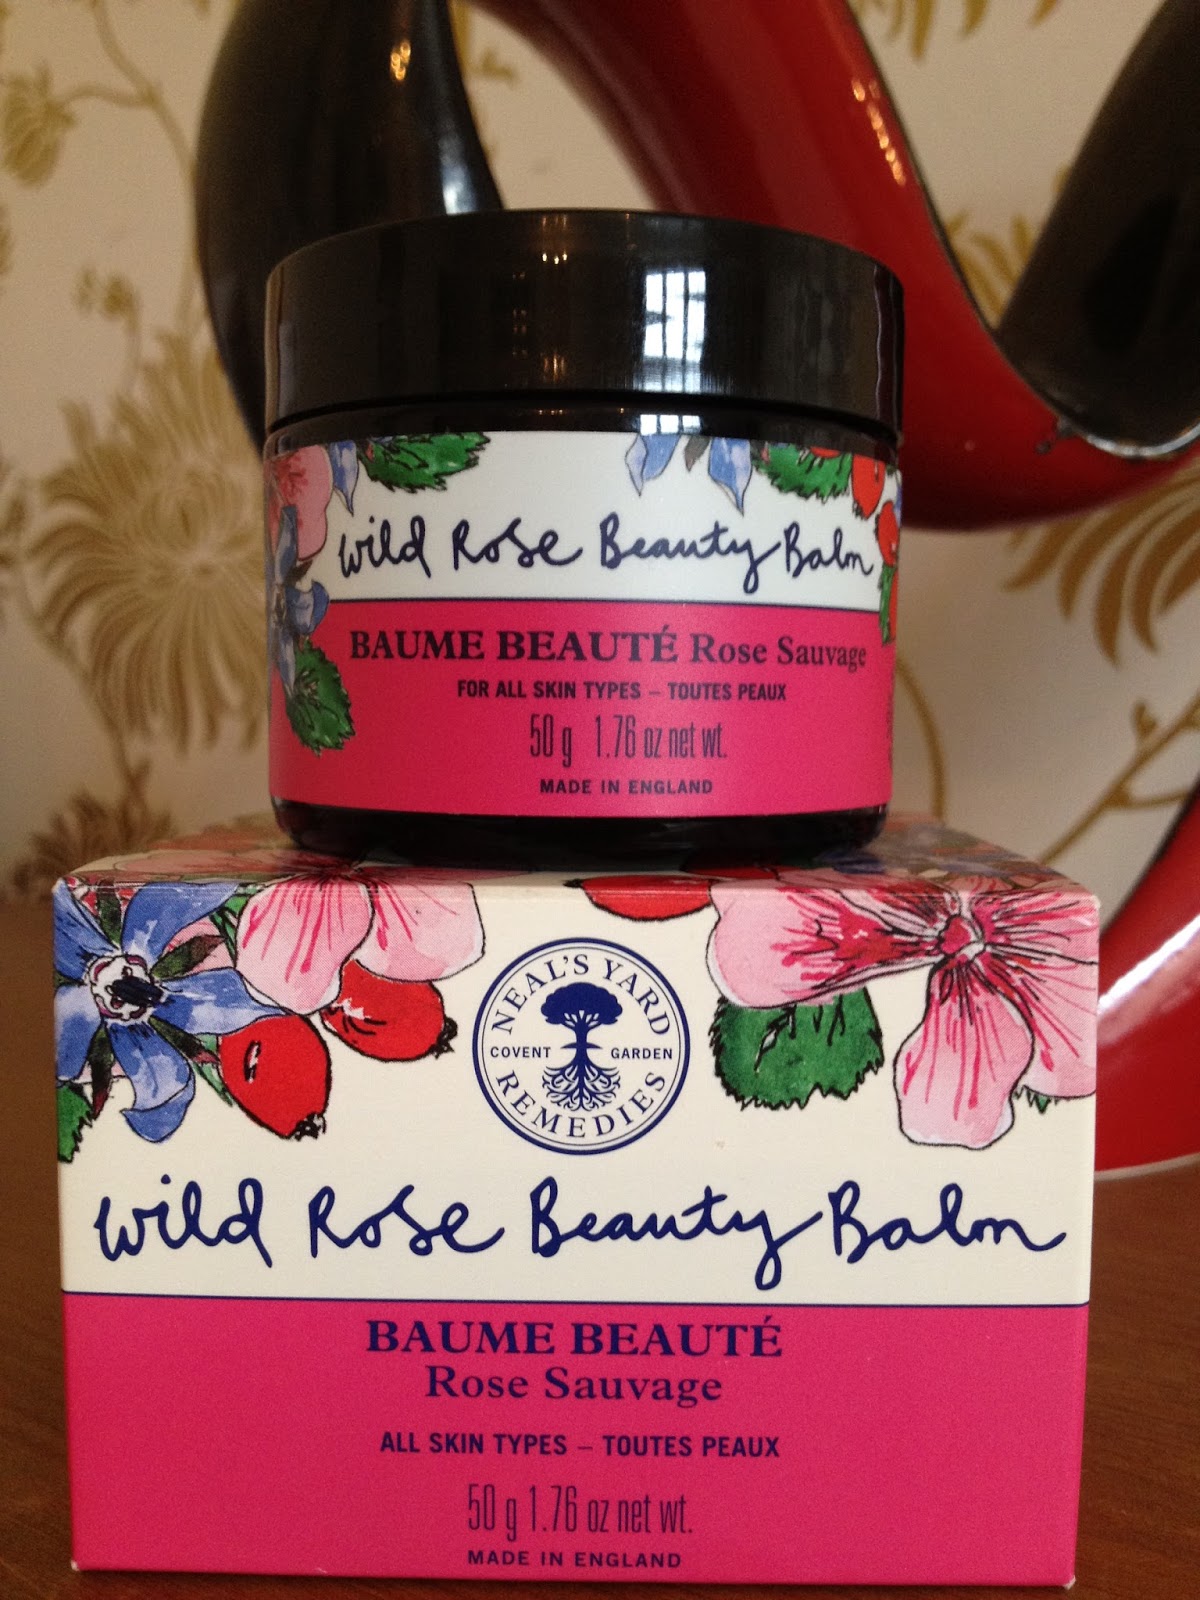 Wild Rose Beauty Balm
BAUME BEAUTÉ Rose Sauvage
FOR ALL SKIN TYPES – TOUTES PEAUX
50 g 1.76 oz net wt.
MADE IN ENGLAND
NEAL'S YARD
COVENT GARDEN
REMEDIES
Wild Rose Beauty Balm
BAUME BEAUTÉ
Rose Sauvage
ALL SKIN TYPES – TOUTES PEAUX
50 g 1.76 oz net wt.
MADE IN ENGLAND